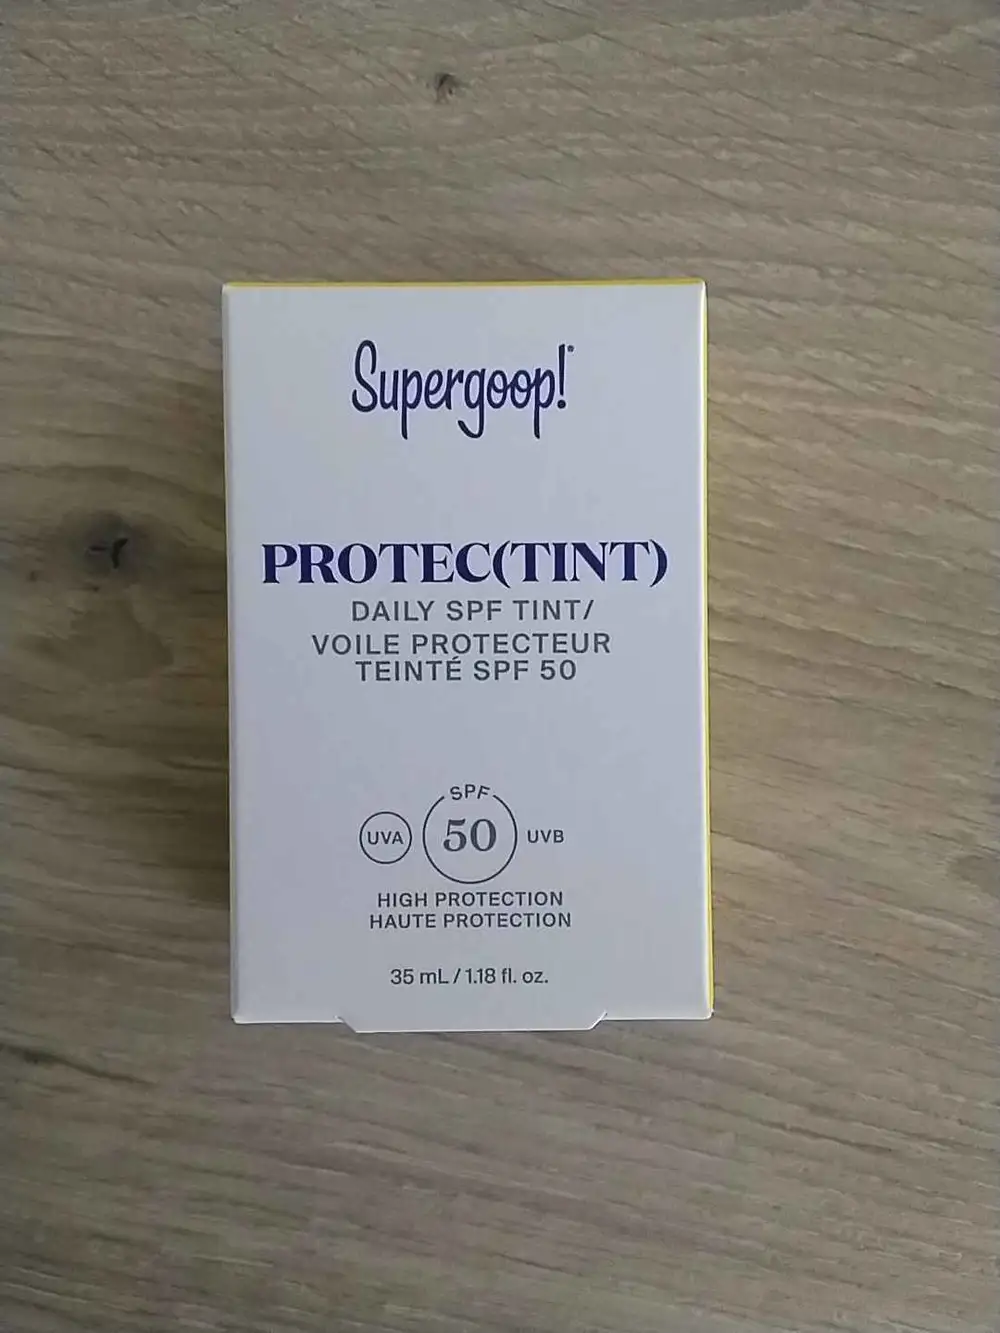 Supergoop!®
PROTEC(TINT)
DAILY SPF TINT/
VOILE PROTECTEUR
TEINTÉ SPF 50
SPF
UVA 50 UVB
HIGH PROTECTION
HAUTE PROTECTION
35 mL / 1.18 fl. oz.